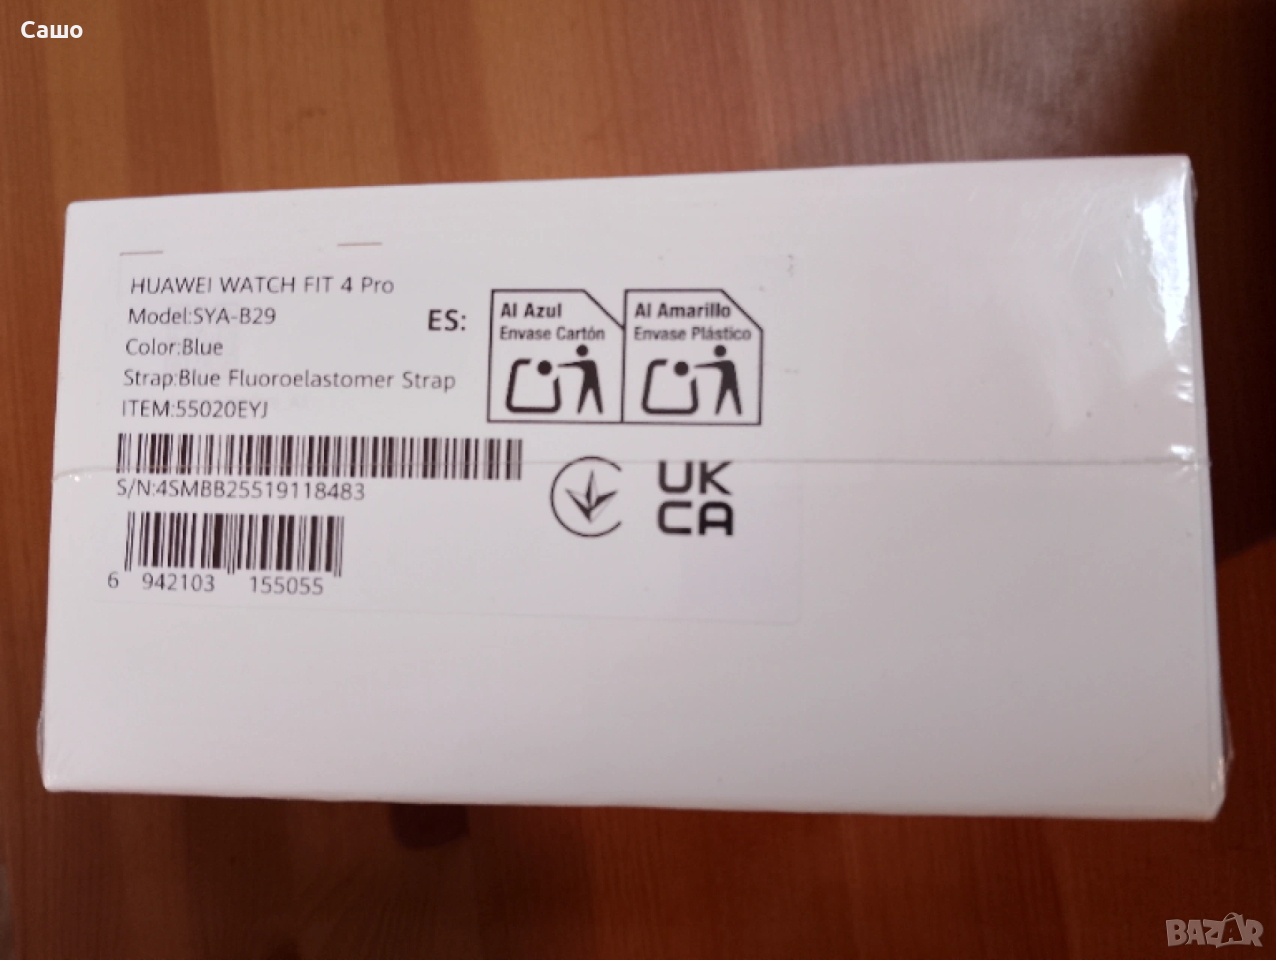 Сашо
HUAWEI WATCH FIT 4 Pro
Model:SYA-B29
Color:Blue
Strap:Blue Fluoroelastomer Strap
ITEM:55020EYJ
S/N:4SMBB25519118483
6 942103 155055
ES:
Al Azul
Envase Cartón
Al Amarillo
Envase Plástico
UK
CA
BAZAR